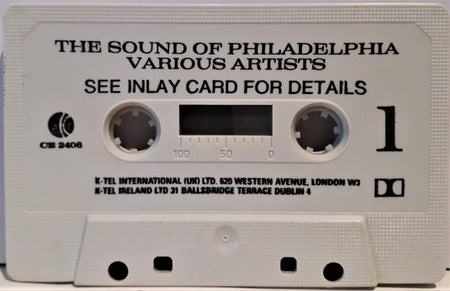 THE SOUND OF PHILADELPHIA
VARIOUS ARTISTS
SEE INLAY CARD FOR DETAILS
1
CE 2406
100 50 0
K-TEL INTERNATIONAL (UK) LTD. 620 WESTERN AVENUE, LONDON W3
K-TEL IRELAND LTD 31 BALLSBRIDGE TERRACE DUBLIN 4